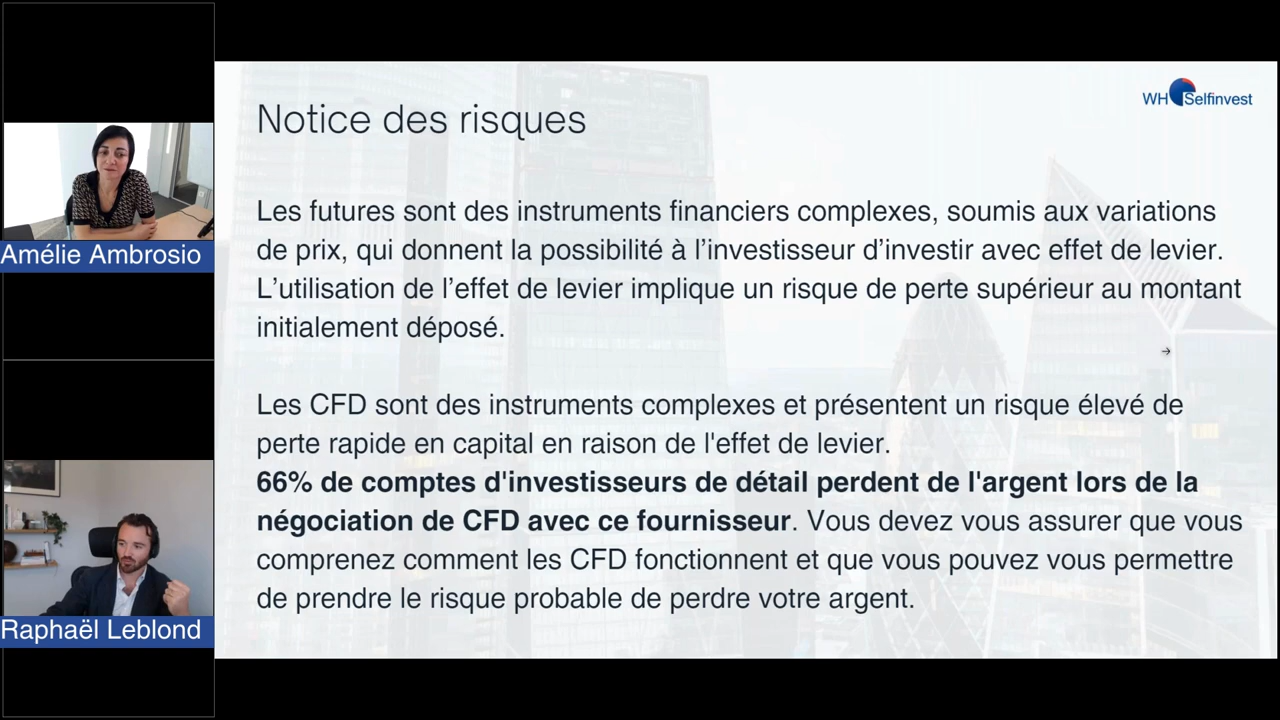 Amélie Ambrosio
Raphaël Leblond
WH Selfinvest
Notice des risques
Les futures sont des instruments financiers complexes, soumis aux variations
de prix, qui donnent la possibilité à l’investisseur d’investir avec effet de levier.
L’utilisation de l’effet de levier implique un risque de perte supérieur au montant
initialement déposé.
Les CFD sont des instruments complexes et présentent un risque élevé de
perte rapide en capital en raison de l'effet de levier.
66% de comptes d'investisseurs de détail perdent de l'argent lors de la
négociation de CFD avec ce fournisseur. Vous devez vous assurer que vous
comprenez comment les CFD fonctionnent et que vous pouvez vous permettre
de prendre le risque probable de perdre votre argent.